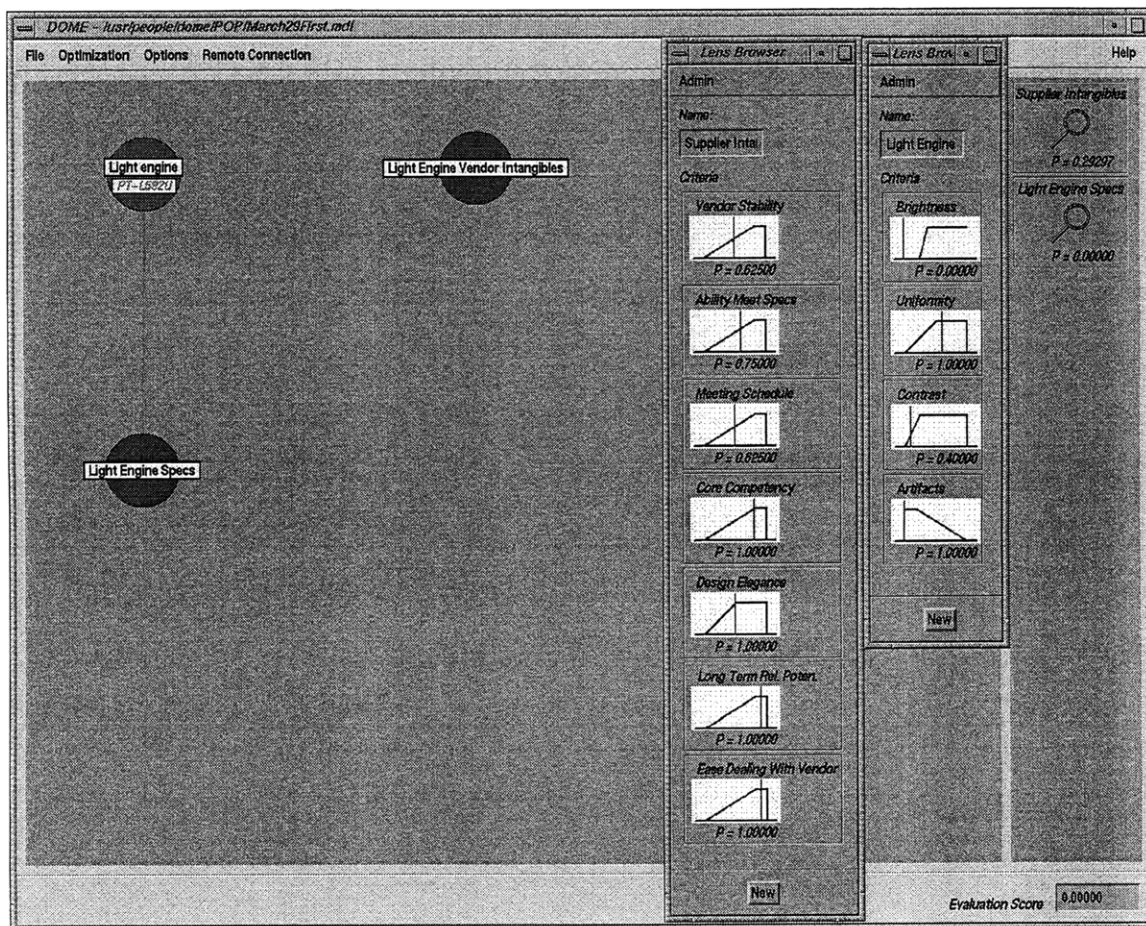 DOME - /usr/people/dome/POP/March29First.mdl
File Optimization Options Remote Connection
Help
Light engine
PT-L592U
Light Engine Vendor Intangibles
Light Engine Specs
Lens Browser
Admin
Name:
Supplier Intai
Criteria
Vendor Stability
P = 0.62500
Ability Meet Specs
P = 0.75000
Meeting Schedule
P = 0.62500
Core Competency
P = 1.00000
Design Elegance
P = 1.00000
Long Term Rel. Poten.
P = 1.00000
Ease Dealing With Vendor
P = 1.00000
New
Lens Brow
Admin
Name:
Light Engine
Criteria
Brightness
P = 0.00000
Uniformity
P = 1.00000
Contrast
P = 0.40000
Artifacts
P = 1.00000
New
Supplier Intangibles
P = 0.29297
Light Engine Specs
P = 0.00000
Evaluation Score 0.00000